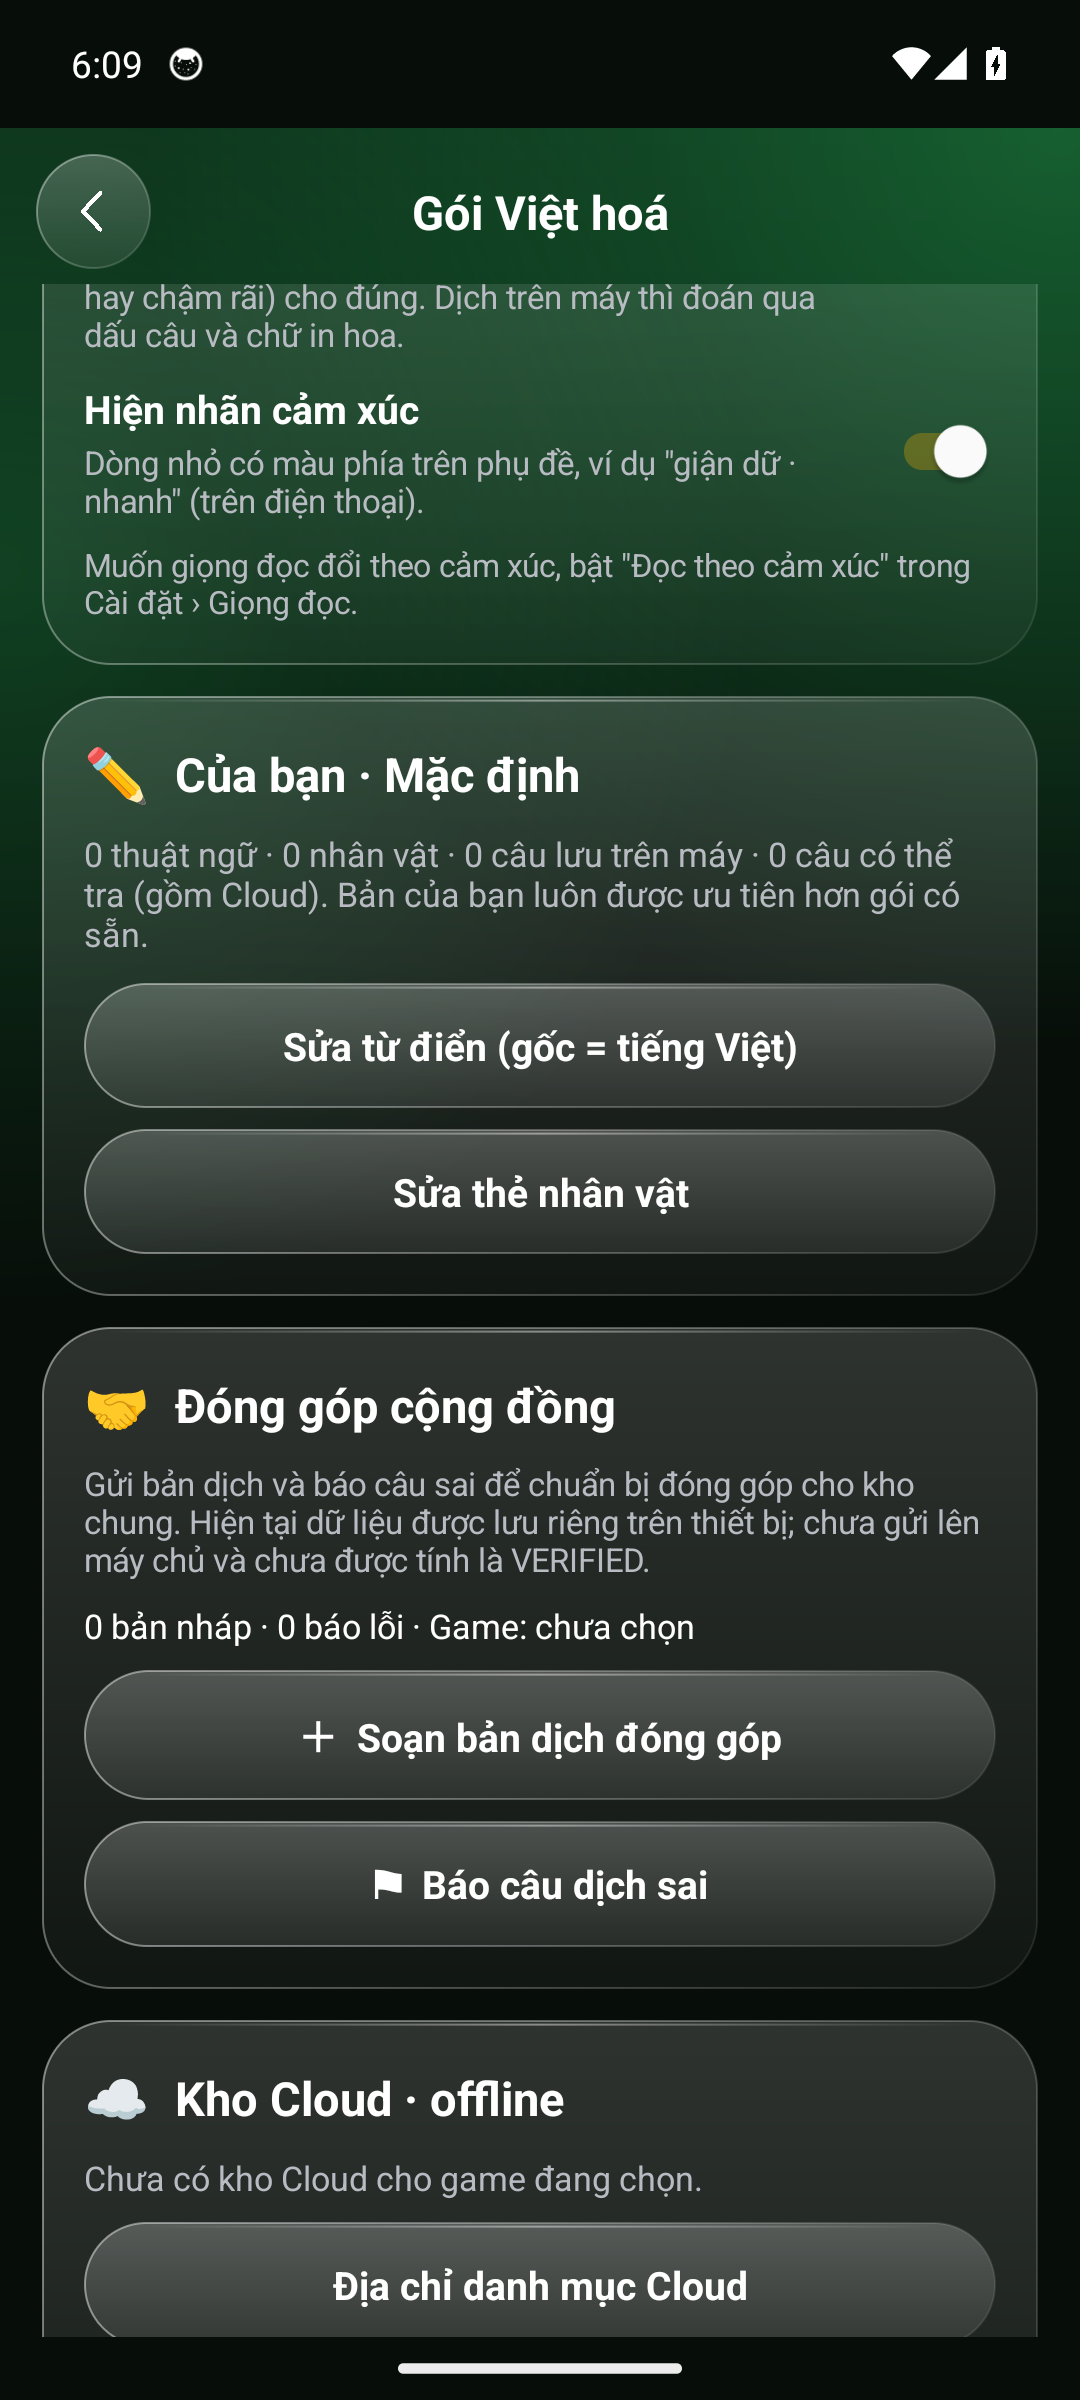 6:09
Gói Việt hoá
hay chậm rãi) cho đúng. Dịch trên máy thì đoán qua
dấu câu và chữ in hoa.
Hiện nhãn cảm xúc
Dòng nhỏ có màu phía trên phụ đề, ví dụ "giận dữ ·
nhanh" (trên điện thoại).
Muốn giọng đọc đổi theo cảm xúc, bật "Đọc theo cảm xúc" trong
Cài đặt › Giọng đọc.
Của bạn · Mặc định
0 thuật ngữ · 0 nhân vật · 0 câu lưu trên máy · 0 câu có thể
tra (gồm Cloud). Bản của bạn luôn được ưu tiên hơn gói có
sẵn.
Sửa từ điển (gốc = tiếng Việt)
Sửa thẻ nhân vật
Đóng góp cộng đồng
Gửi bản dịch và báo câu sai để chuẩn bị đóng góp cho kho
chung. Hiện tại dữ liệu được lưu riêng trên thiết bị; chưa gửi lên
máy chủ và chưa được tính là VERIFIED.
0 bản nháp · 0 báo lỗi · Game: chưa chọn
+ Soạn bản dịch đóng góp
Báo câu dịch sai
Kho Cloud · offline
Chưa có kho Cloud cho game đang chọn.
Địa chỉ danh mục Cloud